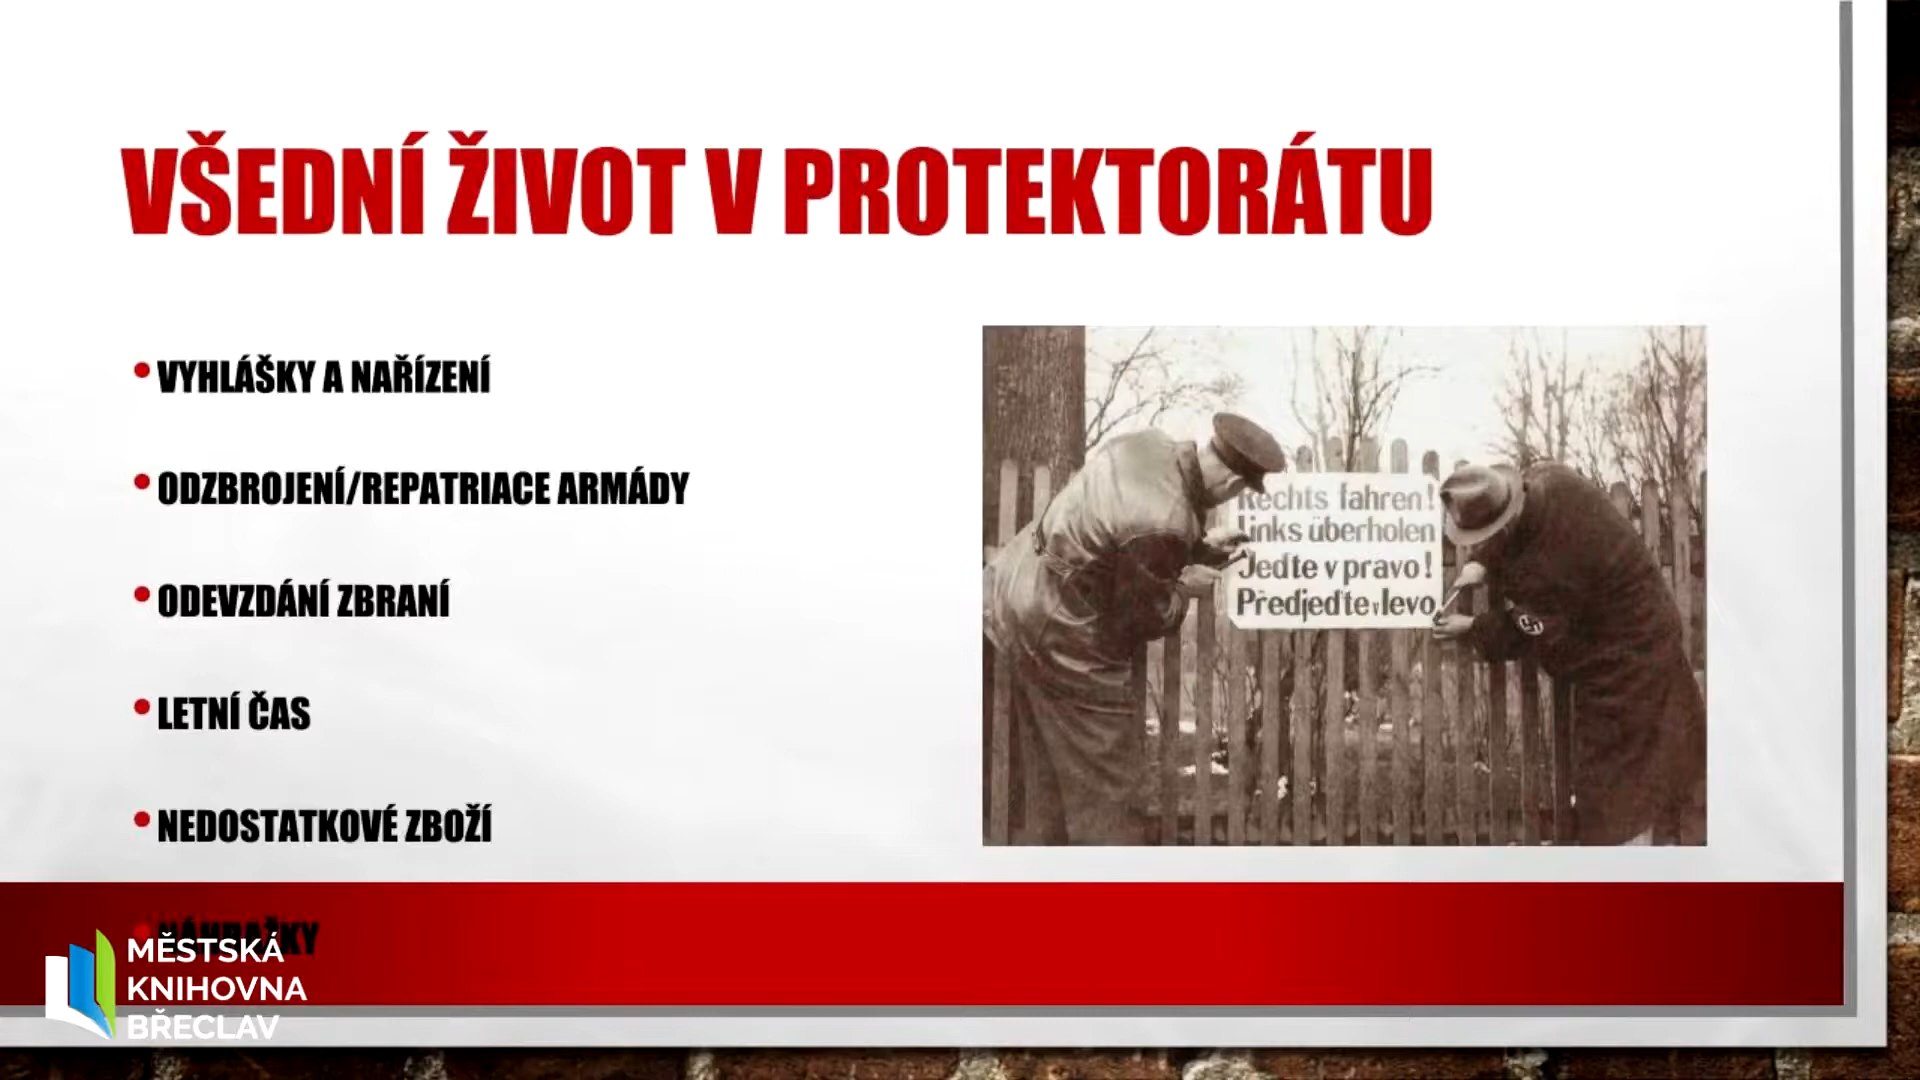 VŠEDNÍ ŽIVOT V PROTEKTORÁTU
•VYHLÁŠKY A NAŘÍZENÍ
•ODZBROJENÍ/REPATRIACE ARMÁDY
•ODEVZDÁNÍ ZBRANÍ
•LETNÍ ČAS
•NEDOSTATKOVÉ ZBOŽÍ
Rechts fahren!
Links überholen
Jeďte v pravo!
Předjeďte v levo
MĚSTSKÁ
KNIHOVNA
BŘECLAV